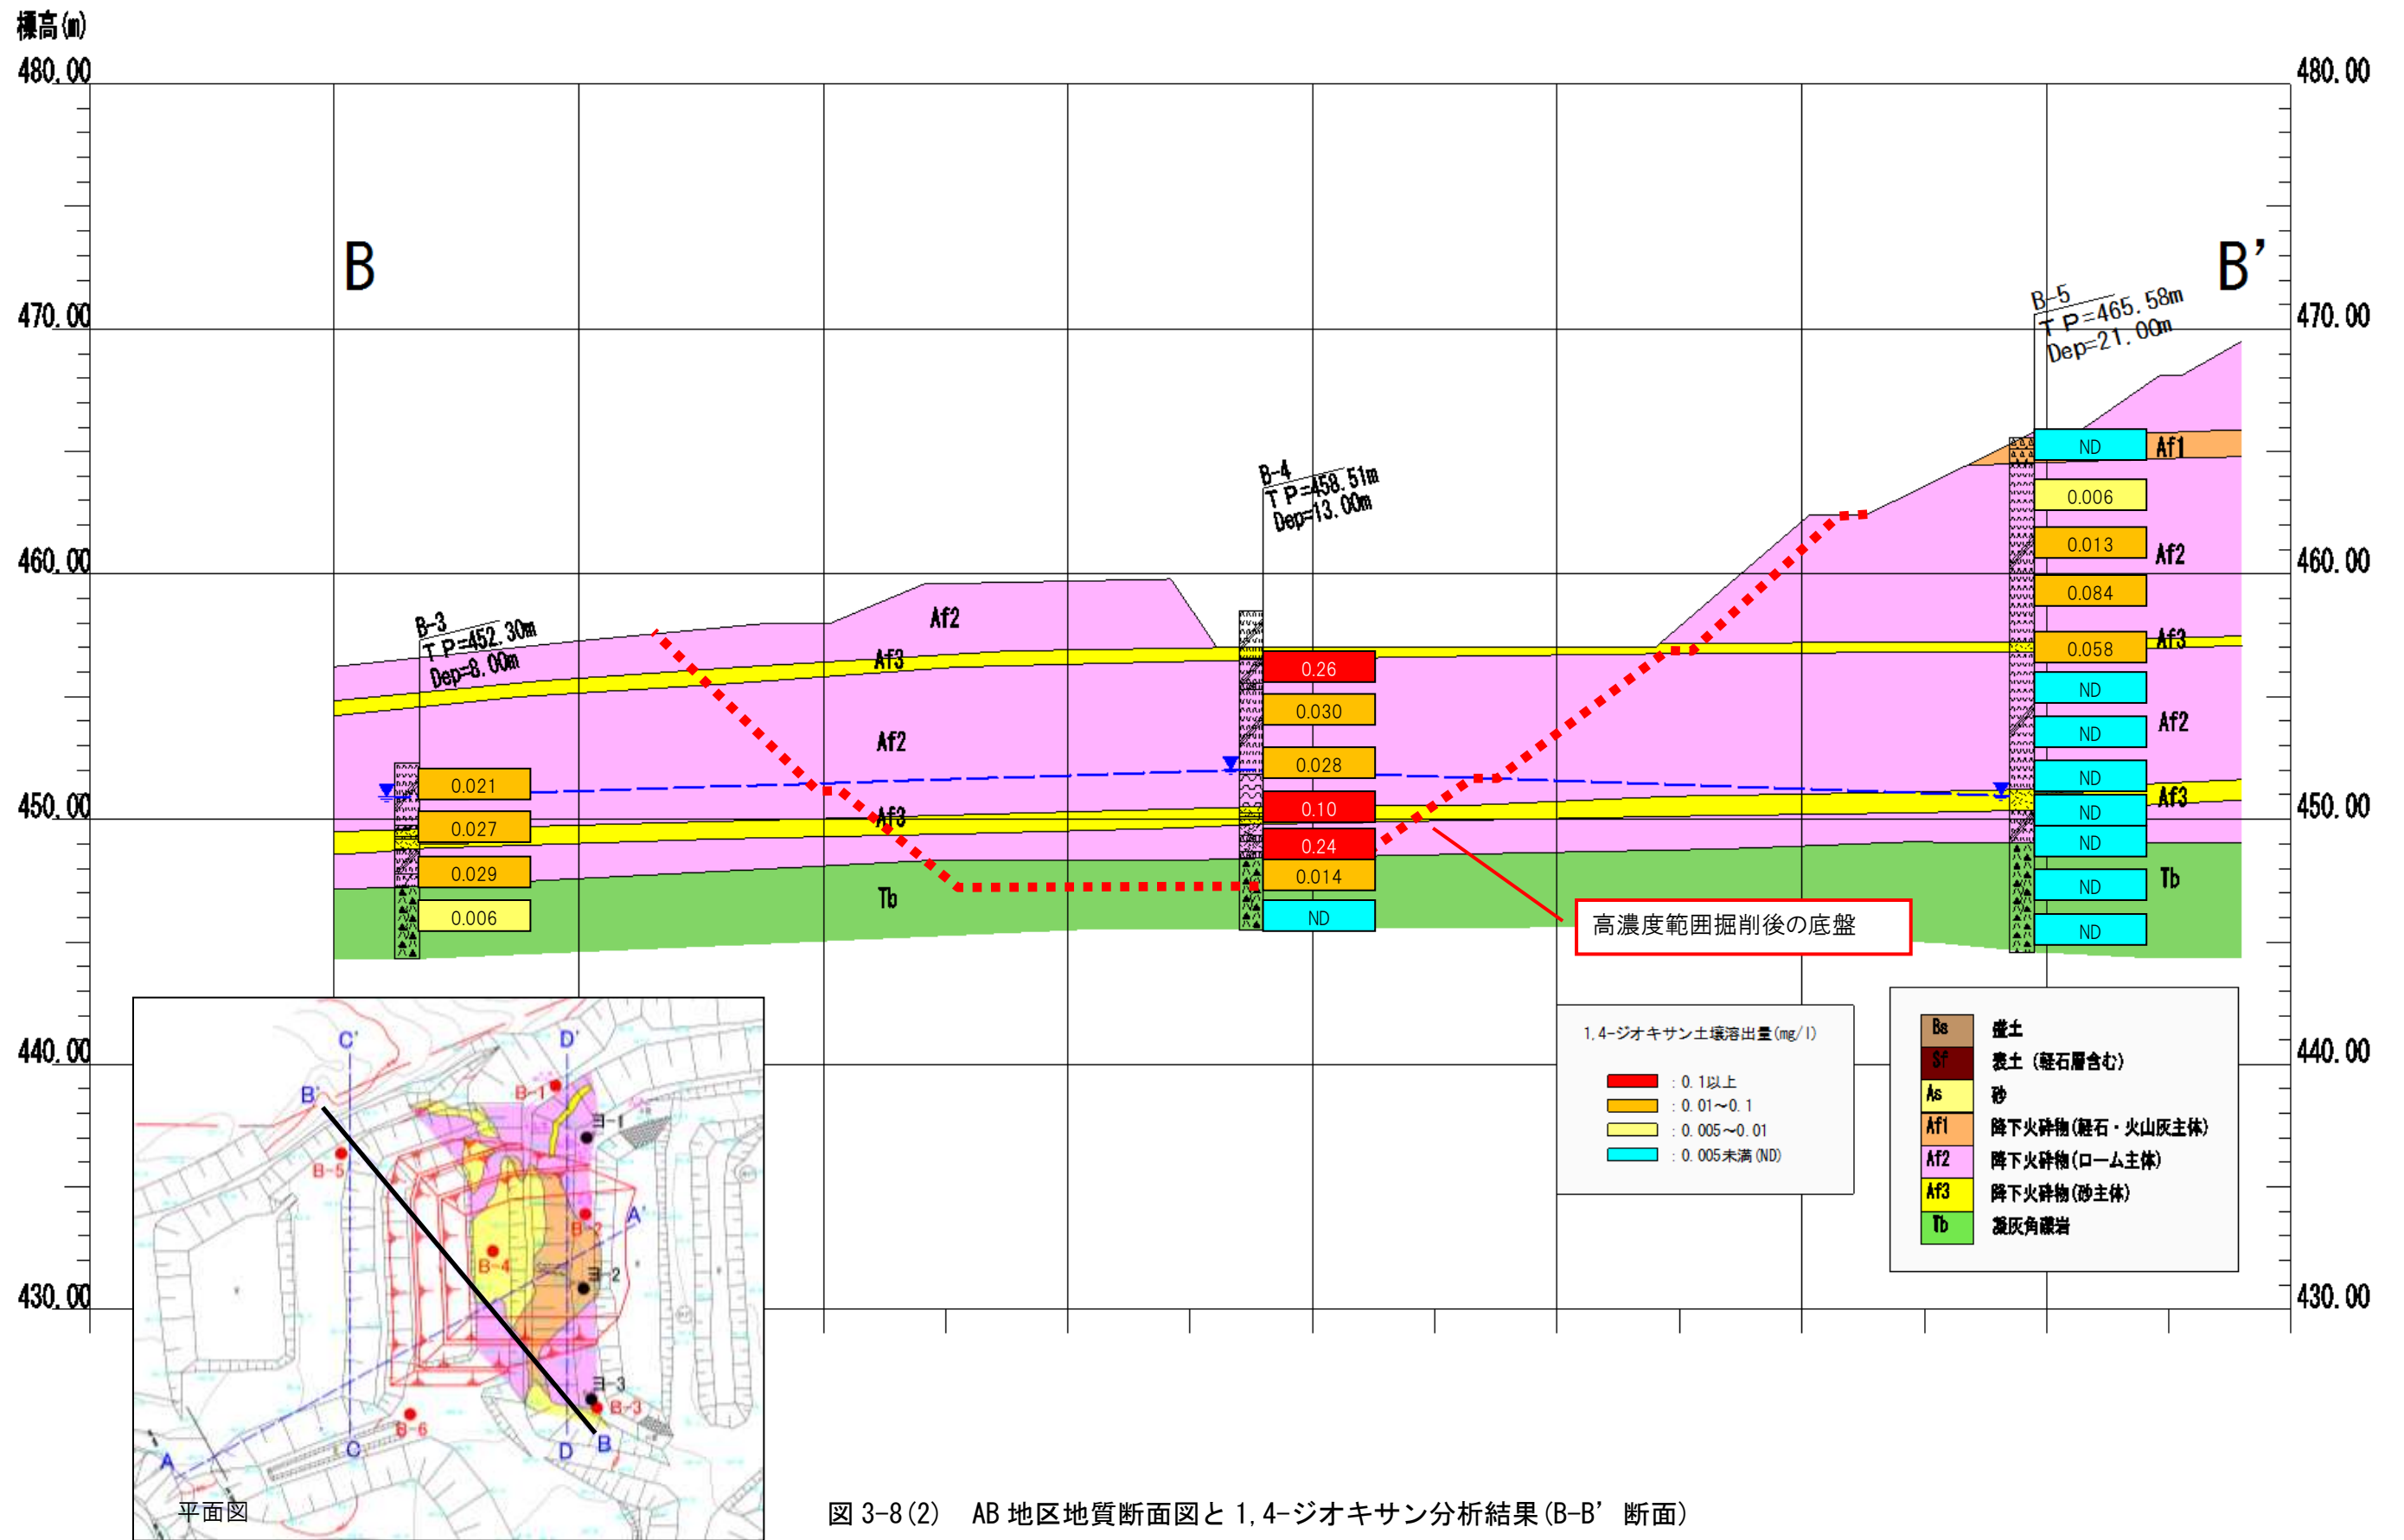 標高(m)
480.00
480.00
470.00
470.00
460.00
460.00
450.00
450.00
440.00
440.00
430.00
430.00
B
B’
B-3
T P=452.30m
Dep=8.00m
B-4
T P=458.51m
Dep=13.00m
B-5
T P=465.58m
Dep=21.00m
0.021
0.027
0.029
0.006
0.26
0.030
0.028
0.10
0.24
0.014
ND
ND
0.006
0.013
0.084
0.058
ND
ND
ND
ND
ND
ND
ND
Af2
Af3
Af2
Af3
Tb
Af1
Af2
Af3
Af2
Af3
Tb
高濃度範囲掘削後の底盤
1,4-ジオキサン土壌溶出量(mg/l)
: 0.1以上
: 0.01～0.1
: 0.005～0.01
: 0.005未満(ND)
Bs 盛土
Sf 表土（軽石層含む）
As 砂
Af1 降下火砕物(軽石・火山灰主体)
Af2 降下火砕物(ローム主体)
Af3 降下火砕物(砂主体)
Tb 凝灰角礫岩
C'
D'
B'
B-1
ヨ-1
B-5
B-2
A'
B-4
ヨ-2
ヨ-3
B-3
B-6
A
C
D
B
平面図
図 3-8(2) AB 地区地質断面図と 1,4-ジオキサン分析結果(B-B’ 断面)